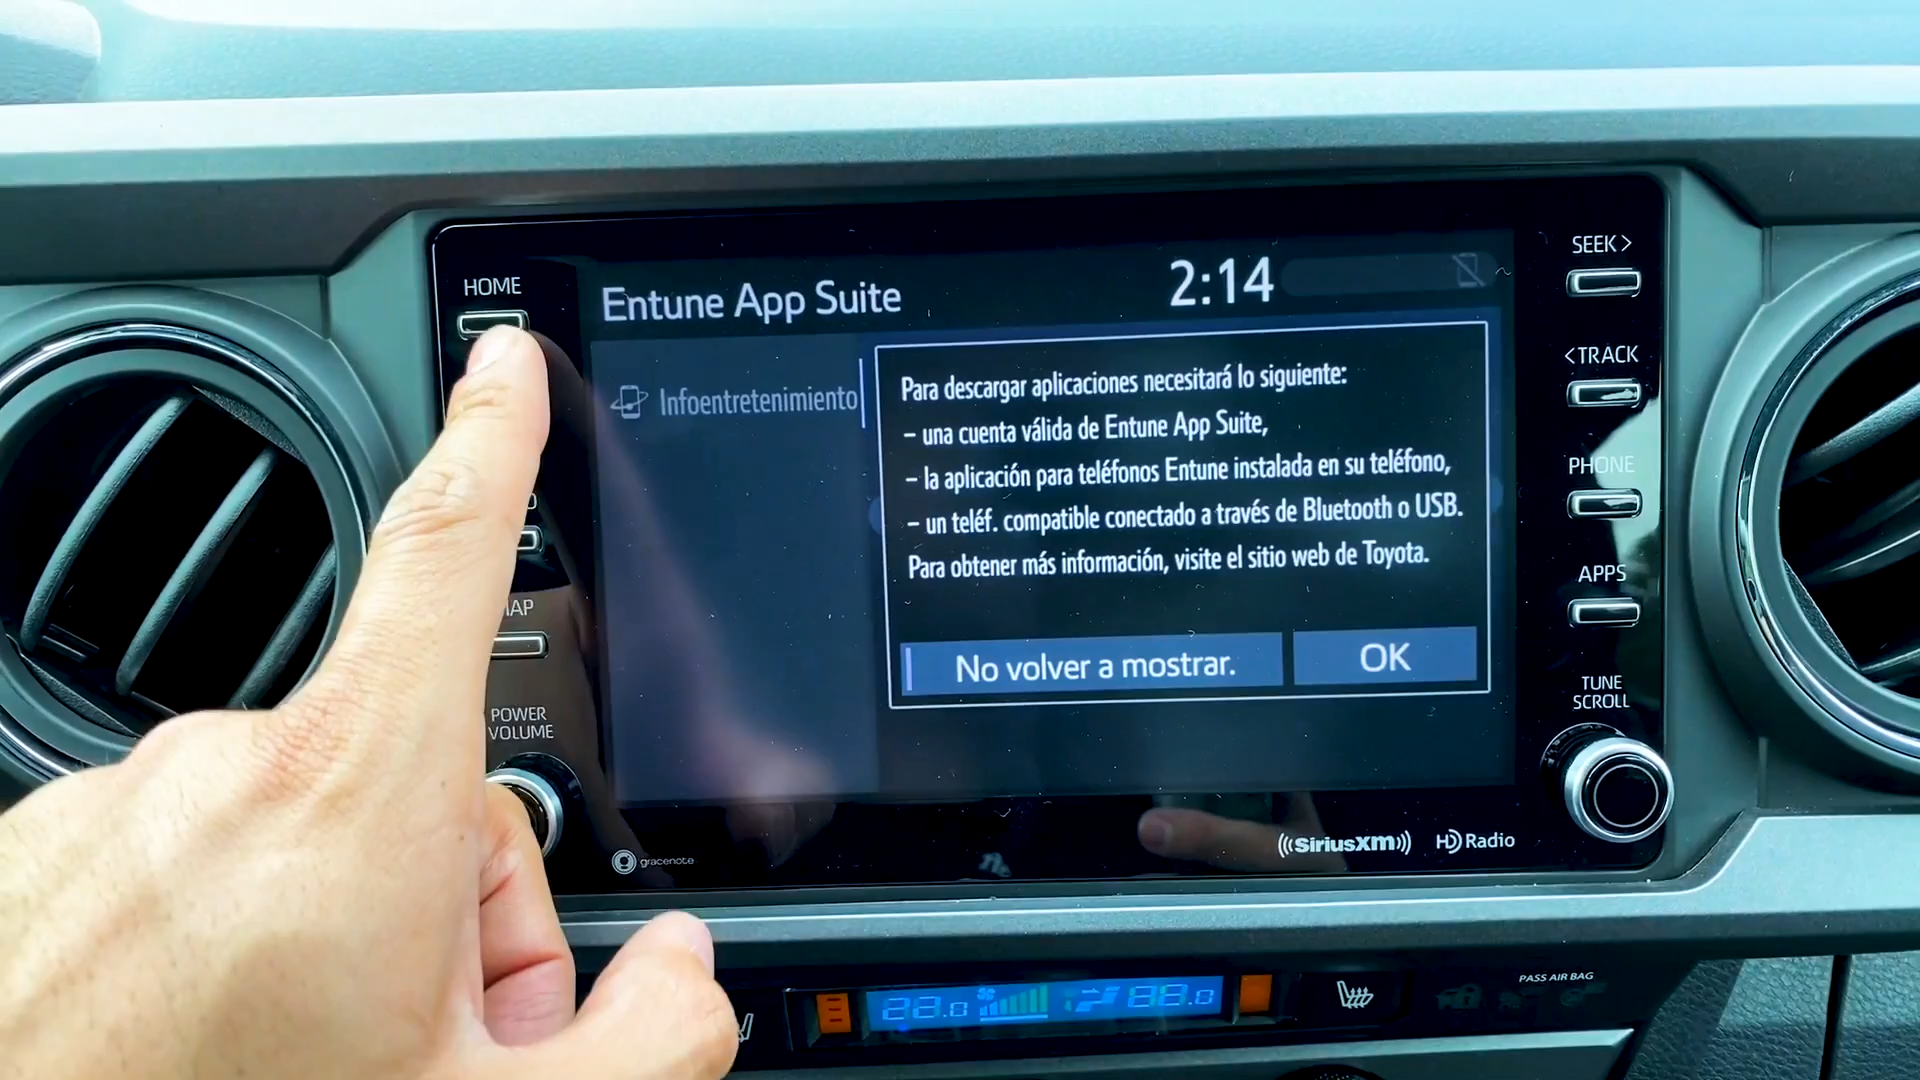 HOME
Entune App Suite
2:14
SEEK>
Infoentretenimiento
Para descargar aplicaciones necesitará lo siguiente:
– una cuenta válida de Entune App Suite,
– la aplicación para teléfonos Entune instalada en su teléfono,
– un teléf. compatible conectado a través de Bluetooth o USB.
Para obtener más información, visite el sitio web de Toyota.
No volver a mostrar.
OK
<TRACK
PHONE
APPS
TUNE
SCROLL
POWER
VOLUME
gracenote
((SiriusXM))
HD Radio
PASS AIR BAG